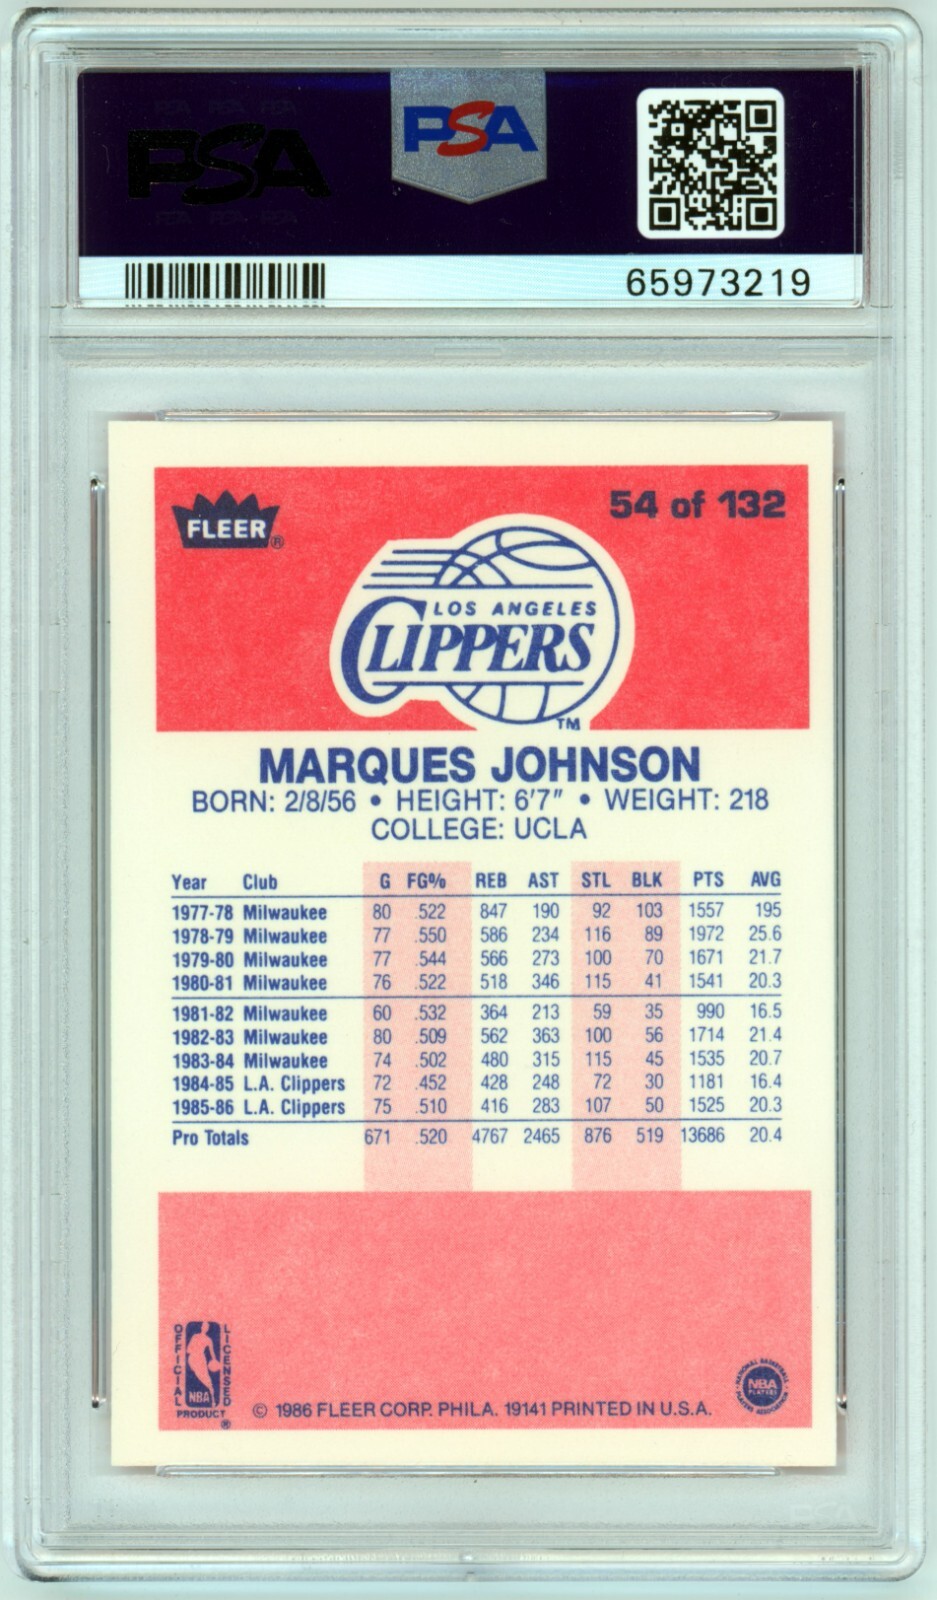 PSA
PSA
65973219
FLEER®
54 of 132
LOS ANGELES
CLIPPERS
TM
MARQUES JOHNSON
BORN: 2/8/56 • HEIGHT: 6'7" • WEIGHT: 218
COLLEGE: UCLA
Year Club G FG% REB AST STL BLK PTS AVG
1977-78 Milwaukee 80 .522 847 190 92 103 1557 195
1978-79 Milwaukee 77 .550 586 234 116 89 1972 25.6
1979-80 Milwaukee 77 .544 566 273 100 70 1671 21.7
1980-81 Milwaukee 76 .522 518 346 115 41 1541 20.3
1981-82 Milwaukee 60 .532 364 213 59 35 990 16.5
1982-83 Milwaukee 80 .509 562 363 100 56 1714 21.4
1983-84 Milwaukee 74 .502 480 315 115 45 1535 20.7
1984-85 L.A. Clippers 72 .452 428 248 72 30 1181 16.4
1985-86 L.A. Clippers 75 .510 416 283 107 50 1525 20.3
Pro Totals 671 .520 4767 2465 876 519 13686 20.4
OFFICIAL LICENSED
NBA
PRODUCT ®
© 1986 FLEER CORP. PHILA. 19141 PRINTED IN U.S.A.
NATIONAL BASKETBALL
NBA
PLAYERS
PLAYERS ASSOCIATION